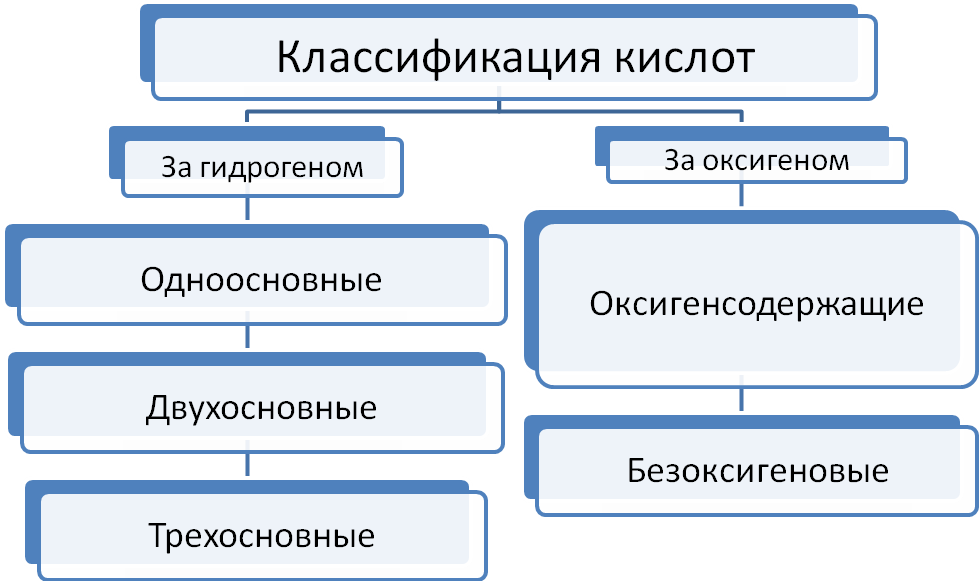 Классификация кислот
За гидрогеном
За оксигеном
Одноосновные
Оксигенсодержащие
Двухосновные
Безоксигеновые
Трехосновные